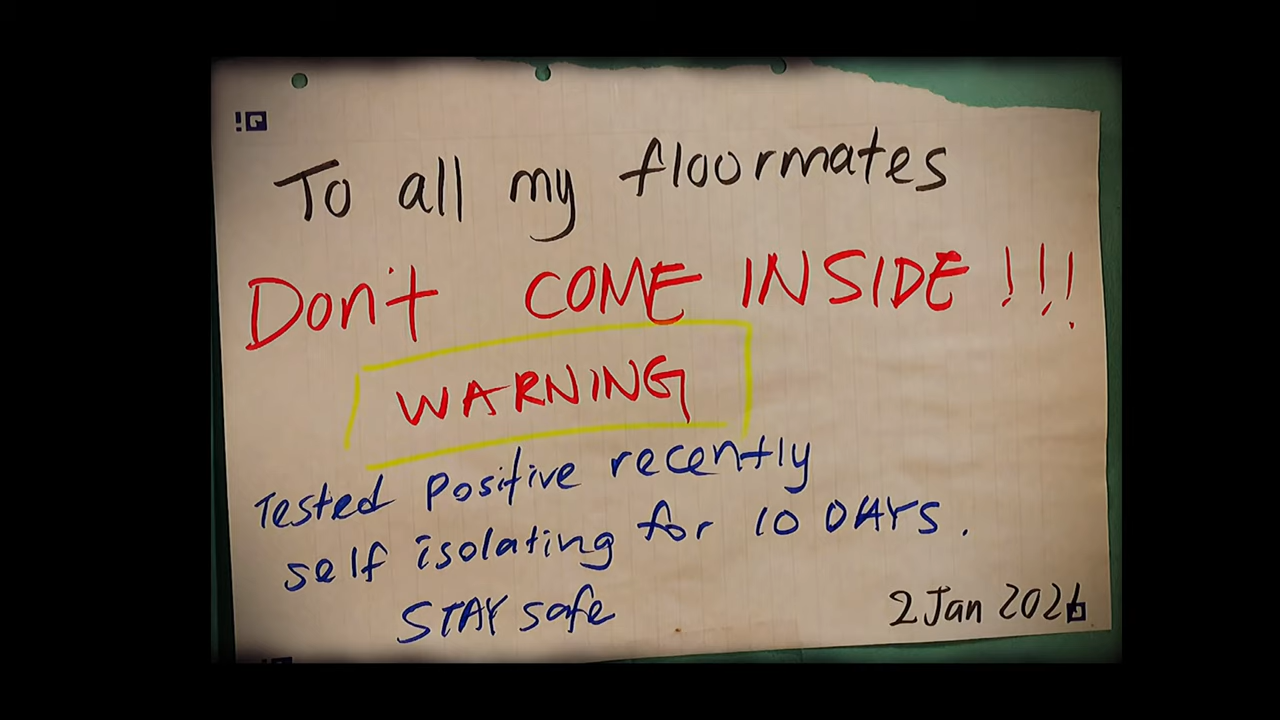 To all my floormates
Don't COME INSIDE !!!
WARNING
Tested Positive recently
self isolating for 10 DAYS.
STAY safe
2 Jan